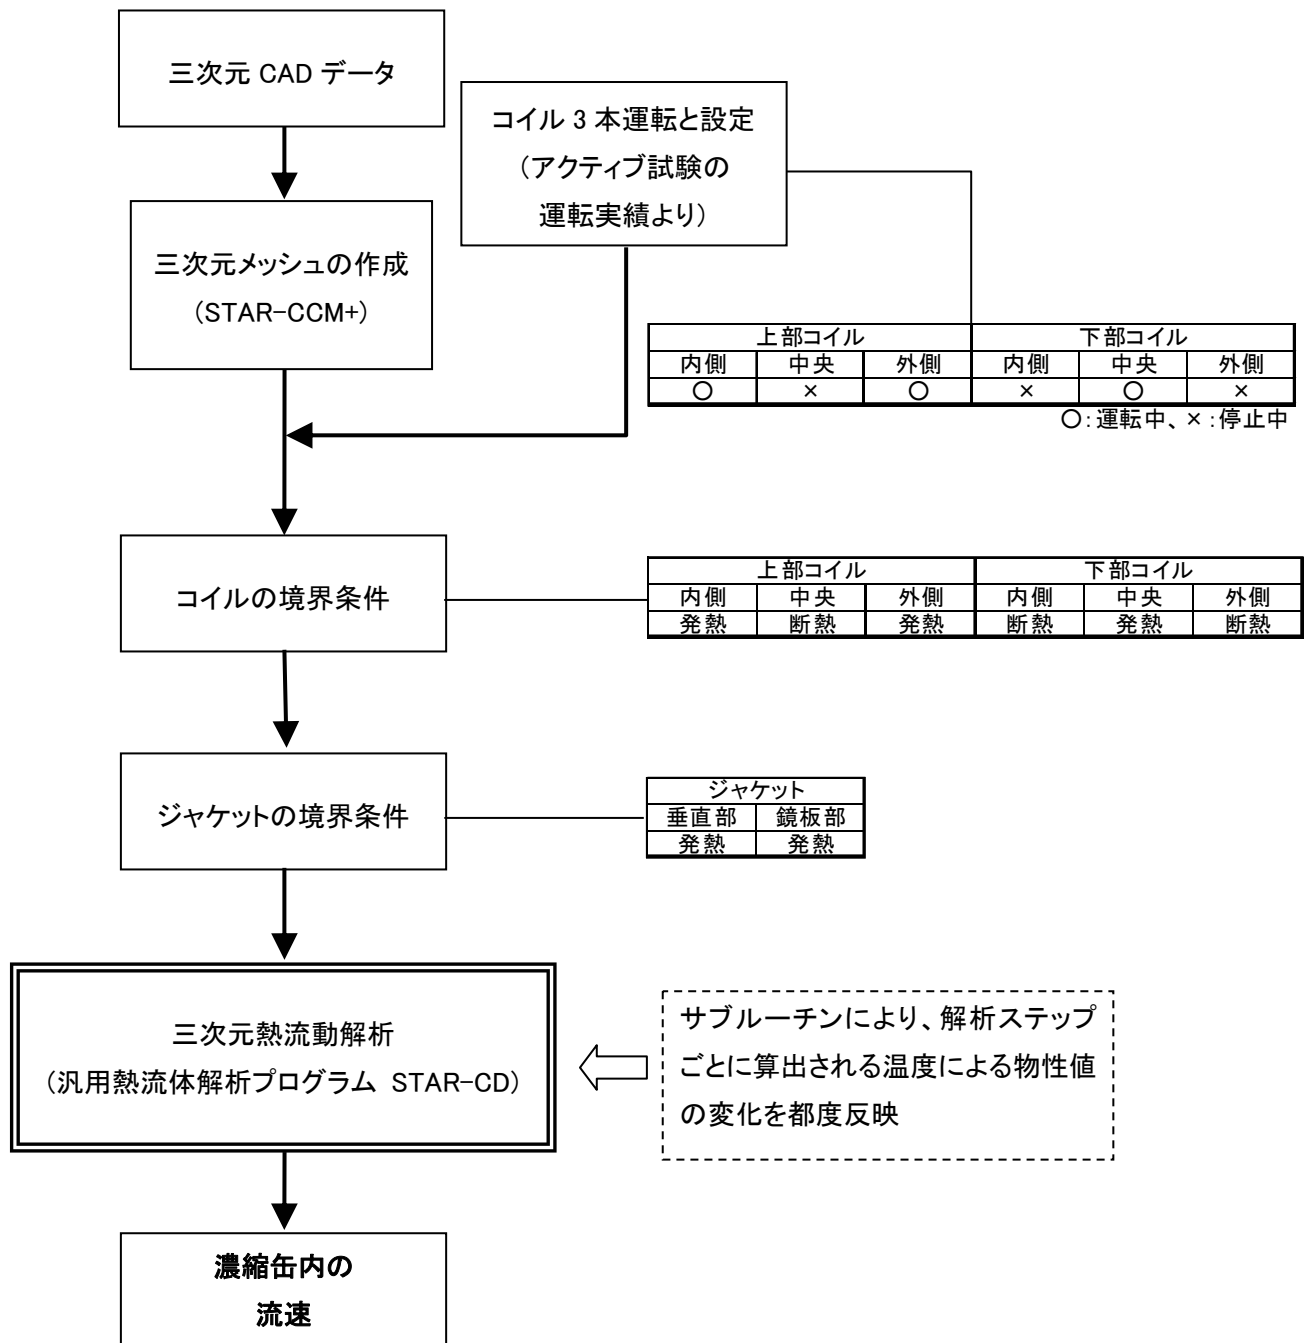 三次元 CAD データ
コイル 3 本運転と設定
（アクティブ試験の
運転実績より）
三次元メッシュの作成
（STAR-CCM+）
上部コイル 下部コイル
内側 中央 外側 内側 中央 外側
○ × ○ × ○ ×
○：運転中、×：停止中
コイルの境界条件
上部コイル 下部コイル
内側 中央 外側 内側 中央 外側
発熱 断熱 発熱 断熱 発熱 断熱
ジャケットの境界条件
ジャケット
垂直部 鏡板部
発熱 発熱
三次元熱流動解析
（汎用熱流体解析プログラム STAR-CD）
サブルーチンにより、解析ステップ
ごとに算出される温度による物性値
の変化を都度反映
濃縮缶内の
流速